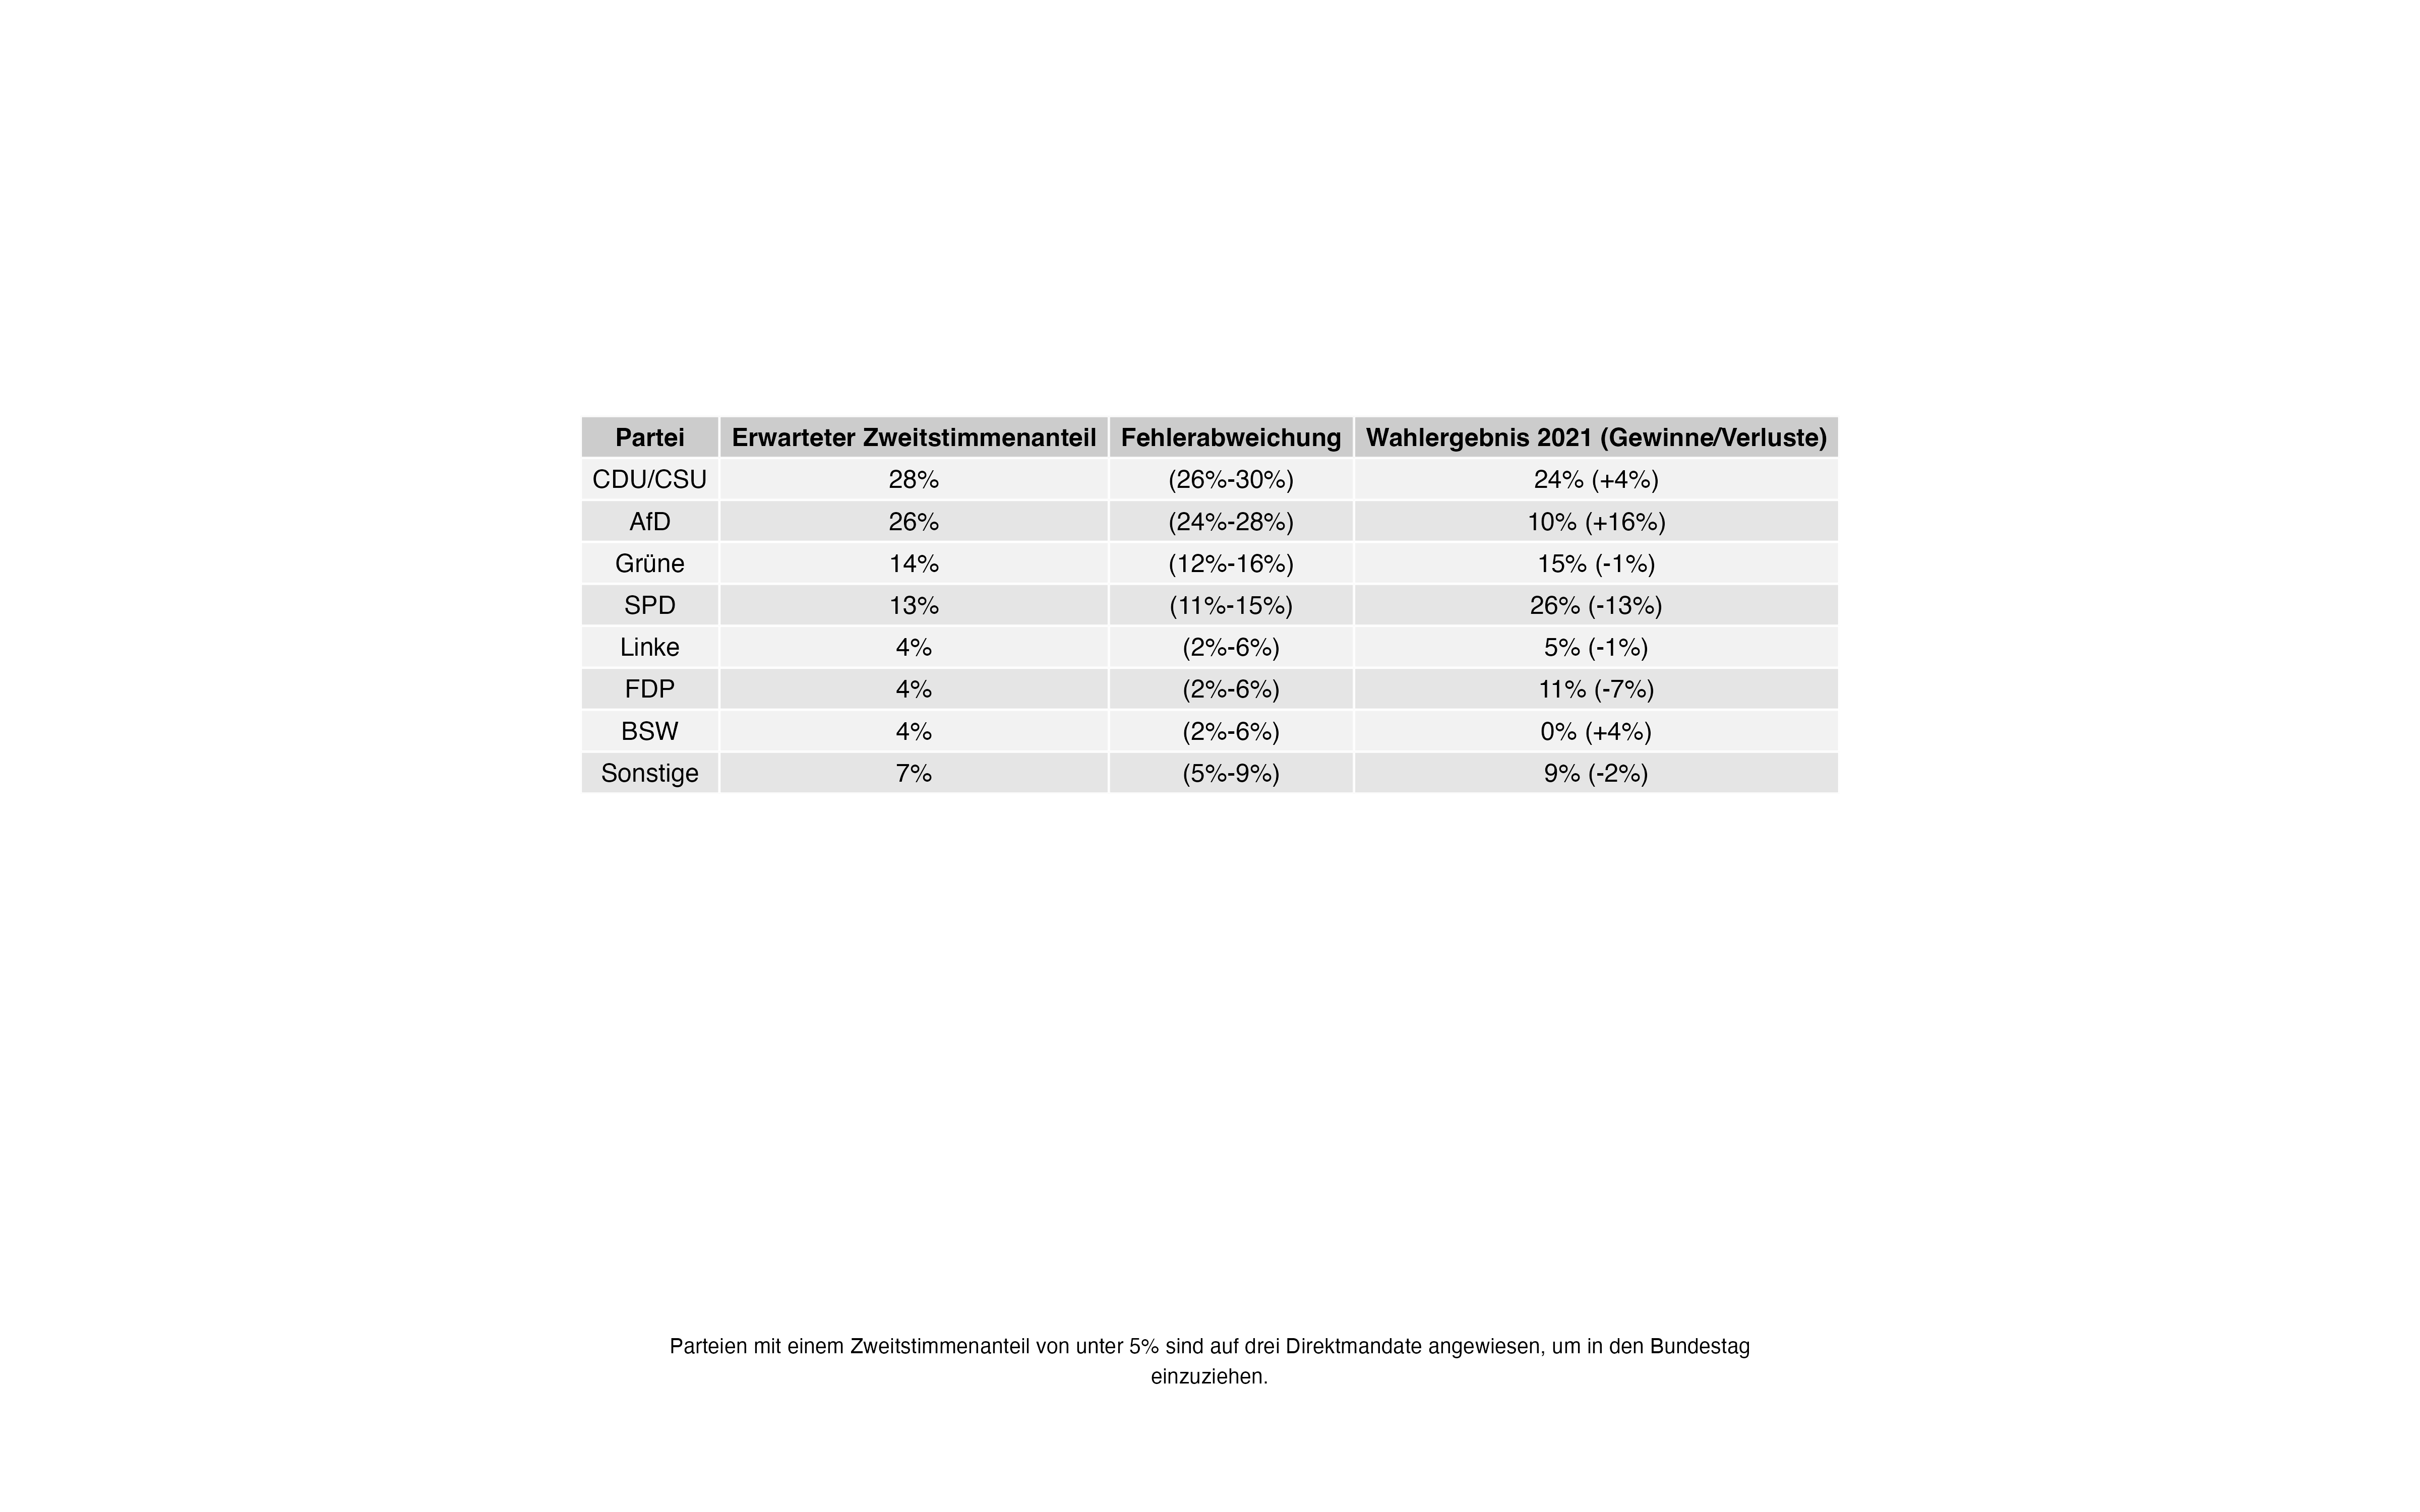 Partei Erwarteter Zweitstimmenanteil Fehlerabweichung Wahlergebnis 2021 (Gewinne/Verluste)
CDU/CSU 28% (26%-30%) 24% (+4%)
AfD 26% (24%-28%) 10% (+16%)
Grüne 14% (12%-16%) 15% (-1%)
SPD 13% (11%-15%) 26% (-13%)
Linke 4% (2%-6%) 5% (-1%)
FDP 4% (2%-6%) 11% (-7%)
BSW 4% (2%-6%) 0% (+4%)
Sonstige 7% (5%-9%) 9% (-2%)
Parteien mit einem Zweitstimmenanteil von unter 5% sind auf drei Direktmandate angewiesen, um in den Bundestag
einzuziehen.